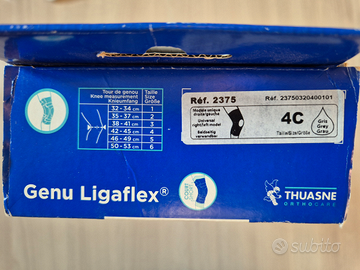 Tour de genou
Knee measurement
Knieumfang
Taille
Size
Größe
32 - 34 cm 1
35 - 37 cm 2
38 - 41 cm 3
42 - 45 cm 4
46 - 49 cm 5
50 - 53 cm 6
Réf. 2375
Réf. 23750320400101
Modèle unique
droite/gauche
Universal
right/left model
Beidseitig
verwendbar
4C
Taille/Size/Größe
Gris
Grey
Grau
Genu Ligaflex®
THUASNE
ORTHOCARE
subito